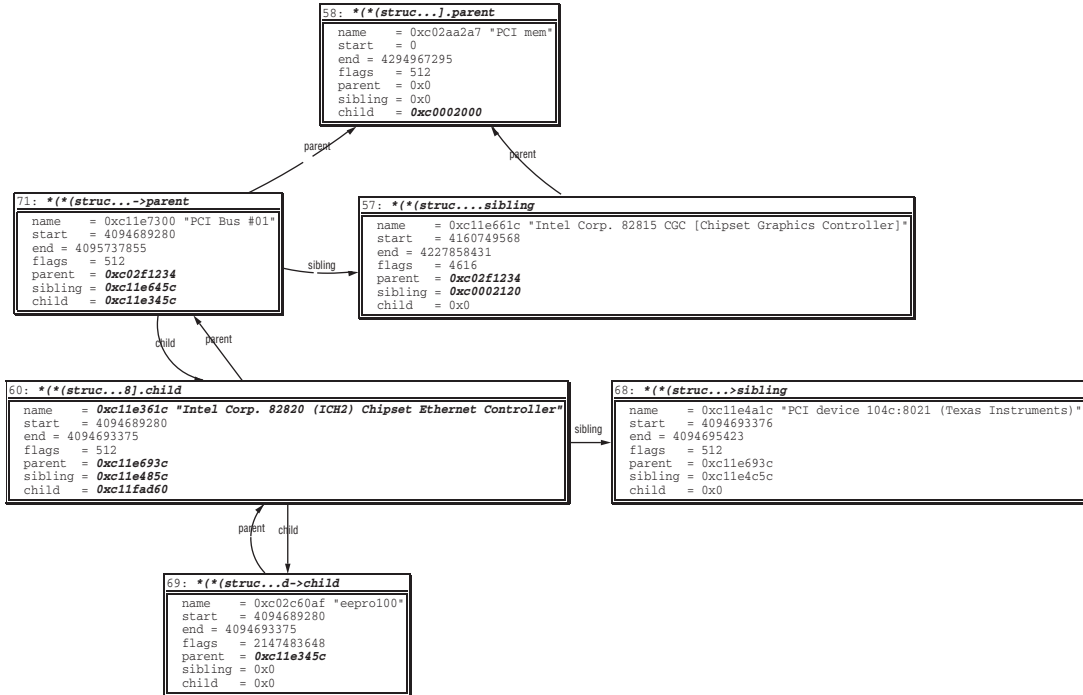 58: *(*(struc...].parent
name = 0xc02aa2a7 "PCI mem"
start = 0
end = 4294967295
flags = 512
parent = 0x0
sibling = 0x0
child = 0xc0002000
parent
parent
71: *(*(struc...->parent
name = 0xc11e7300 "PCI Bus #01"
start = 4094689280
end = 4095737855
flags = 512
parent = 0xc02f1234
sibling = 0xc11e645c
child = 0xc11e345c
sibling
57: *(*(struc....sibling
name = 0xc11e661c "Intel Corp. 82815 CGC [Chipset Graphics Controller]"
start = 4160749568
end = 4227858431
flags = 4616
parent = 0xc02f1234
sibling = 0xc0002120
child = 0x0
child
parent
60: *(*(struc...8].child
name = 0xc11e361c "Intel Corp. 82820 (ICH2) Chipset Ethernet Controller"
start = 4094689280
end = 4094693375
flags = 512
parent = 0xc11e693c
sibling = 0xc11e485c
child = 0xc11fad60
sibling
68: *(*(struc...>sibling
name = 0xc11e4a1c "PCI device 104c:8021 (Texas Instruments)"
start = 4094693376
end = 4094695423
flags = 512
parent = 0xc11e693c
sibling = 0xc11e4c5c
child = 0x0
parent
child
69: *(*(struc...d->child
name = 0xc02c60af "eepro100"
start = 4094689280
end = 4094693375
flags = 2147483648
parent = 0xc11e345c
sibling = 0x0
child = 0x0